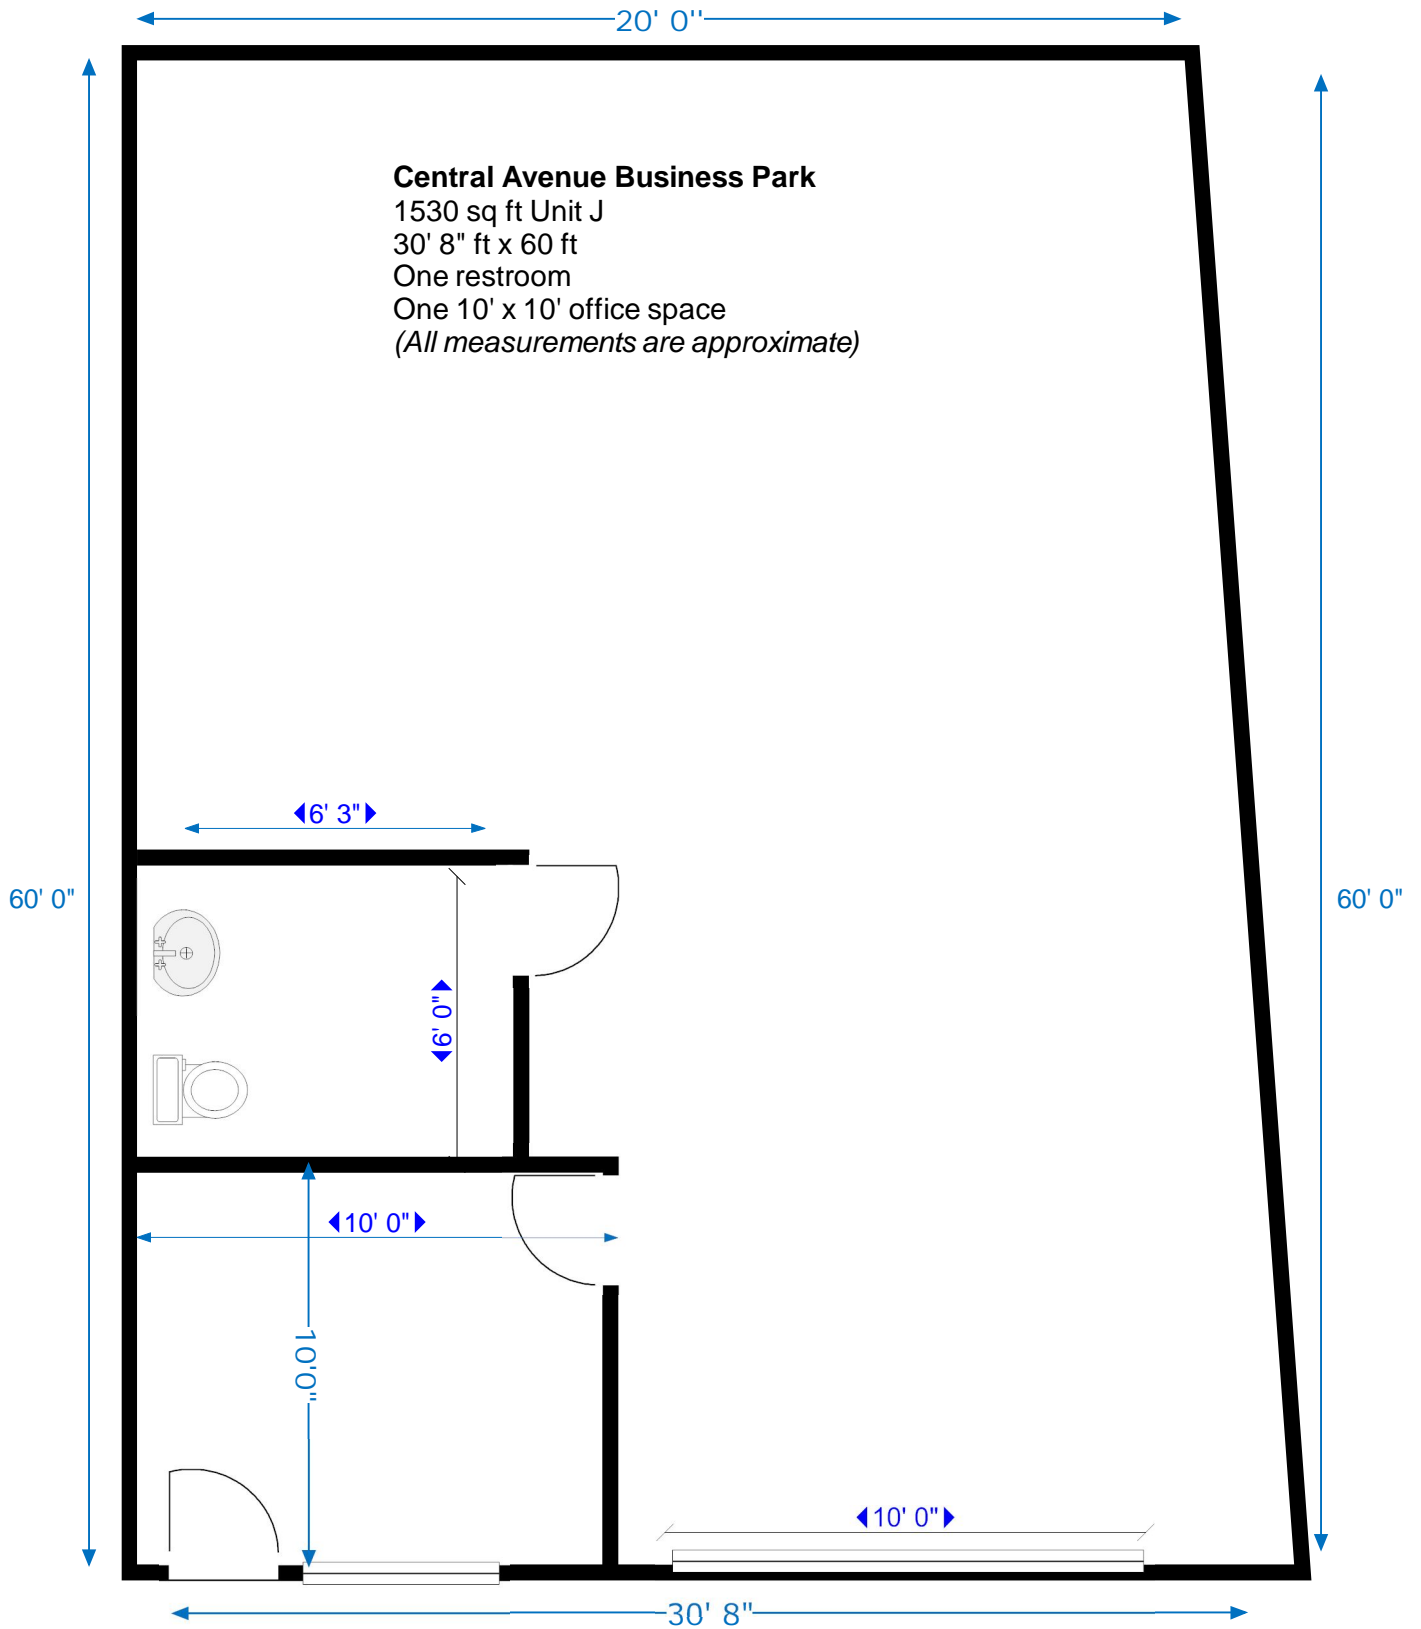 20' 0''
Central Avenue Business Park
1530 sq ft Unit J
30' 8" ft x 60 ft
One restroom
One 10' x 10' office space
(All measurements are approximate)
6' 3"
60' 0"
60' 0"
6' 0"
10' 0"
10'0"
10' 0"
30' 8"